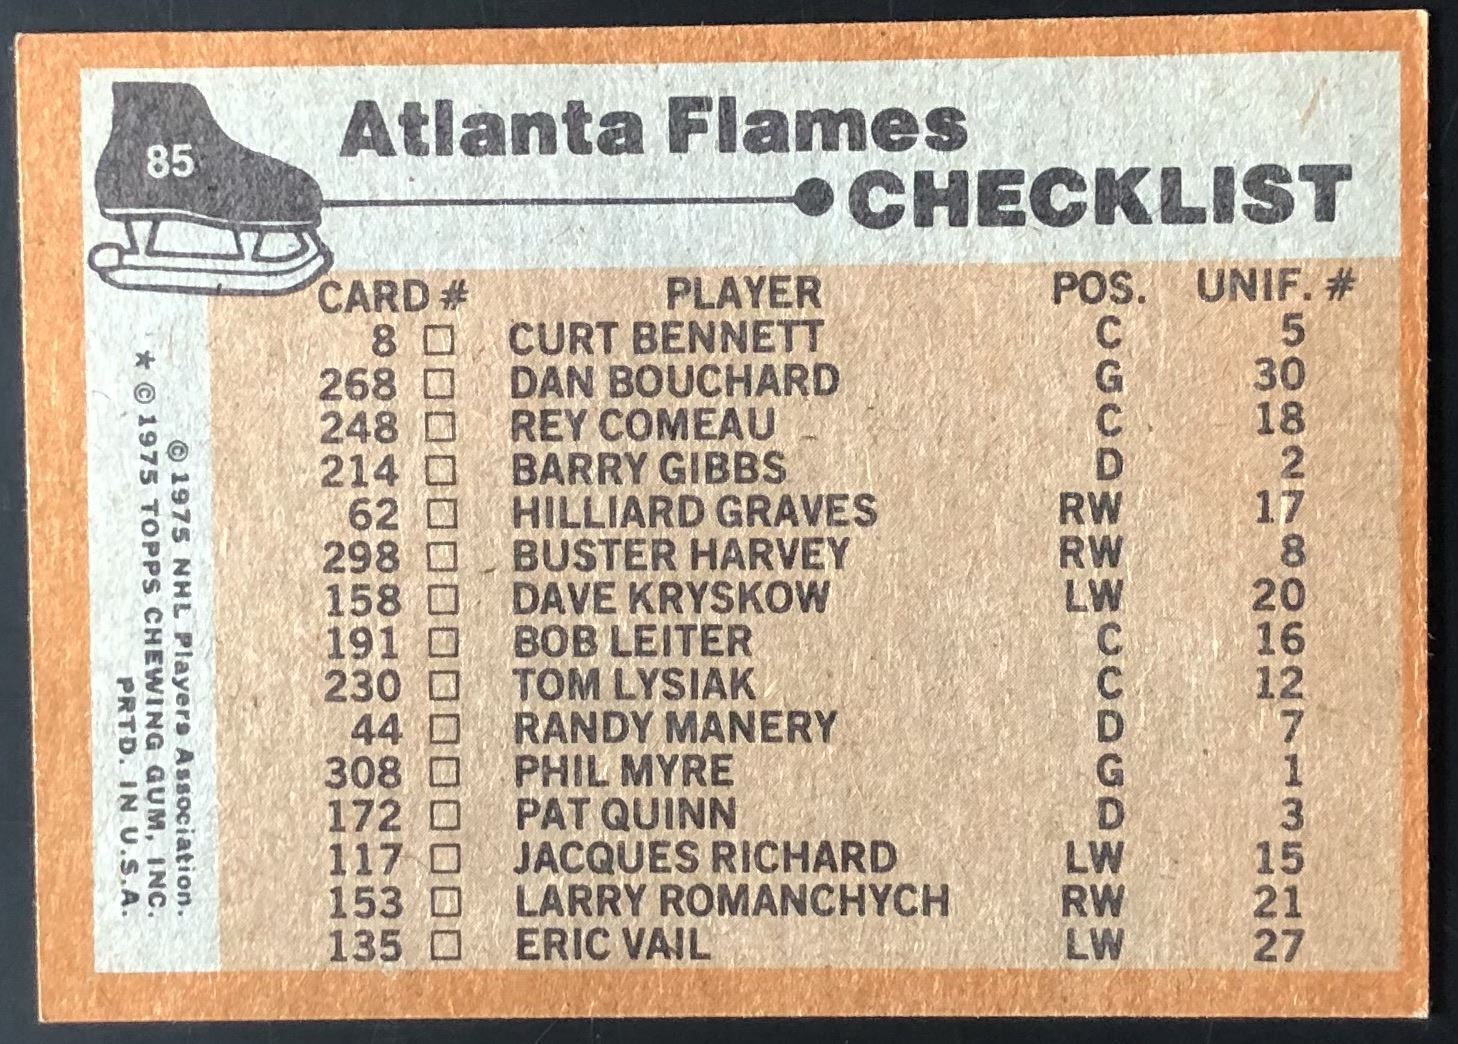 85
Atlanta Flames
CHECKLIST
CARD # PLAYER POS. UNIF. #
8 □ CURT BENNETT C 5
268 □ DAN BOUCHARD G 30
248 □ REY COMEAU C 18
214 □ BARRY GIBBS D 2
62 □ HILLIARD GRAVES RW 17
298 □ BUSTER HARVEY RW 8
158 □ DAVE KRYSKOW LW 20
191 □ BOB LEITER C 16
230 □ TOM LYSIAK C 12
44 □ RANDY MANERY D 7
308 □ PHIL MYRE G 1
172 □ PAT QUINN D 3
117 □ JACQUES RICHARD LW 15
153 □ LARRY ROMANCHYCH RW 21
135 □ ERIC VAIL LW 27
© 1975 NHL Players Association.
★ © 1975 TOPPS CHEWING GUM, INC.
PRTD. IN U.S.A.